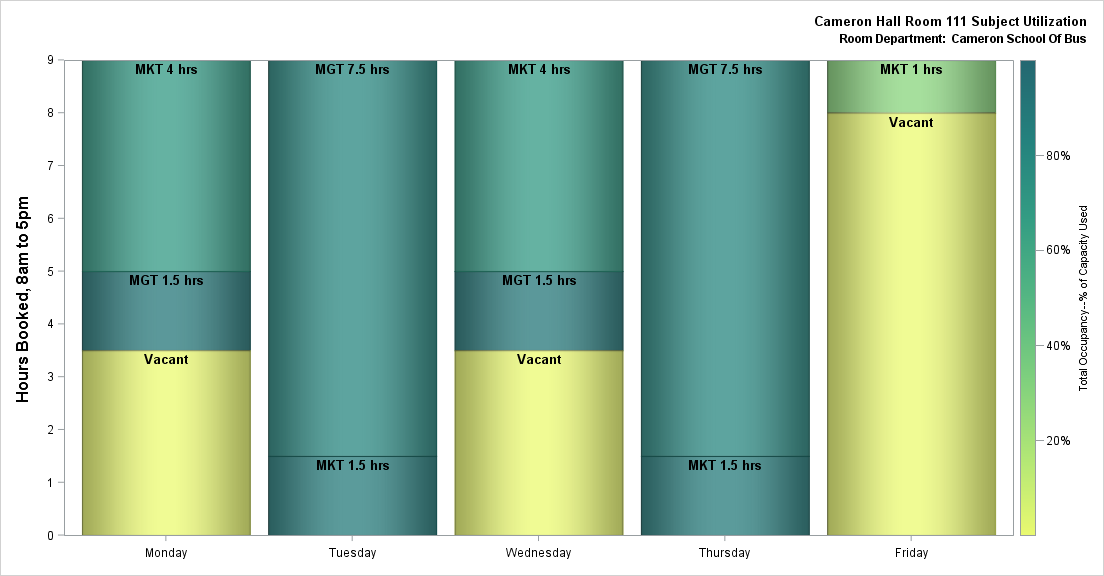 Cameron Hall Room 111 Subject Utilization
Room Department: Cameron School Of Bus
Hours Booked, 8am to 5pm
9
8
7
6
5
4
3
2
1
0
MKT 4 hrs
MGT 1.5 hrs
Vacant
MGT 7.5 hrs
MKT 1.5 hrs
MKT 4 hrs
MGT 1.5 hrs
Vacant
MGT 7.5 hrs
MKT 1.5 hrs
MKT 1 hrs
Vacant
Monday
Tuesday
Wednesday
Thursday
Friday
80%
60%
40%
20%
Total Occupancy--% of Capacity Used